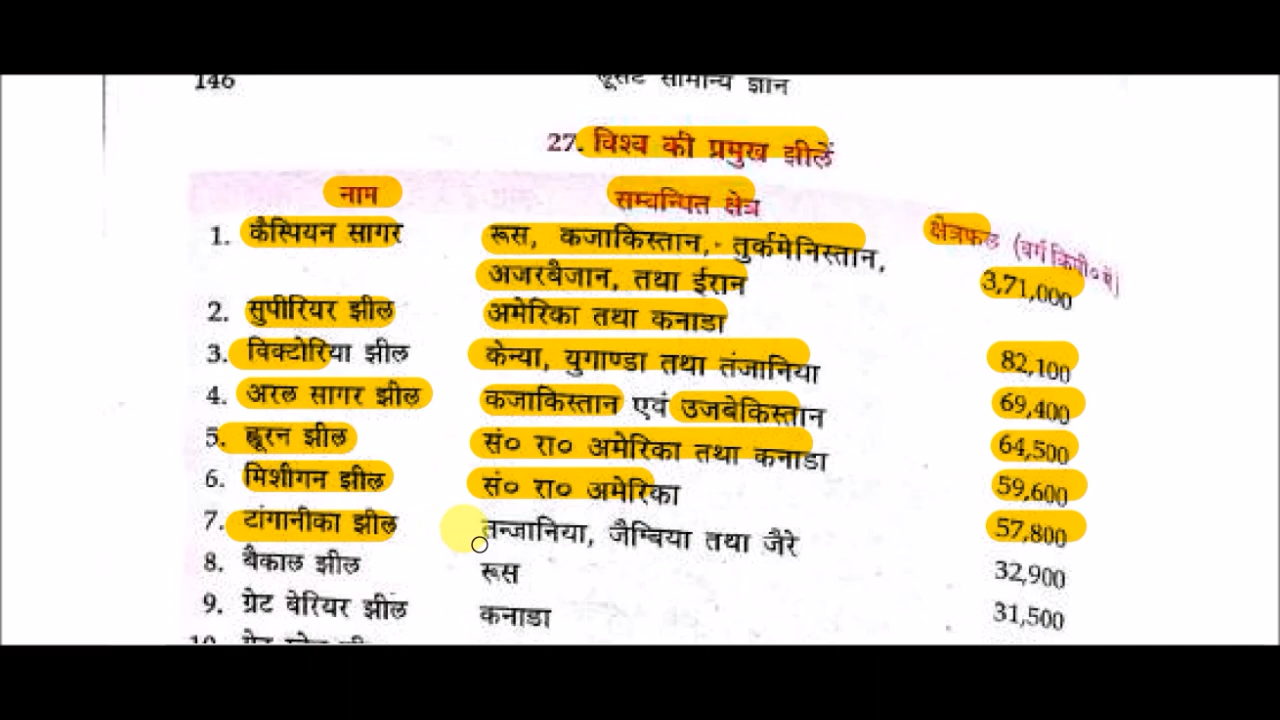 146 लूसेंट सामान्य ज्ञान
27. विश्व की प्रमुख झीलें
नाम सम्बन्धित क्षेत्र क्षेत्रफल (वर्ग किमी० में)
1. कैस्पियन सागर रूस, कजाकिस्तान, तुर्कमेनिस्तान,
अजरबैजान, तथा ईरान 3,71,000
2. सुपीरियर झील अमेरिका तथा कनाडा 82,100
3. विक्टोरिया झील केन्या, युगाण्डा तथा तंजानिया 69,400
4. अरल सागर झील कजाकिस्तान एवं उजबेकिस्तान 64,500
5. ह्यूरन झील सं० रा० अमेरिका तथा कनाडा 59,600
6. मिशीगन झील सं० रा० अमेरिका 57,800
7. टांगानीका झील तन्जानिया, जैम्बिया तथा जैरे 32,900
8. बैकाल झील रूस 31,500
9. ग्रेट बेरियर झील कनाडा